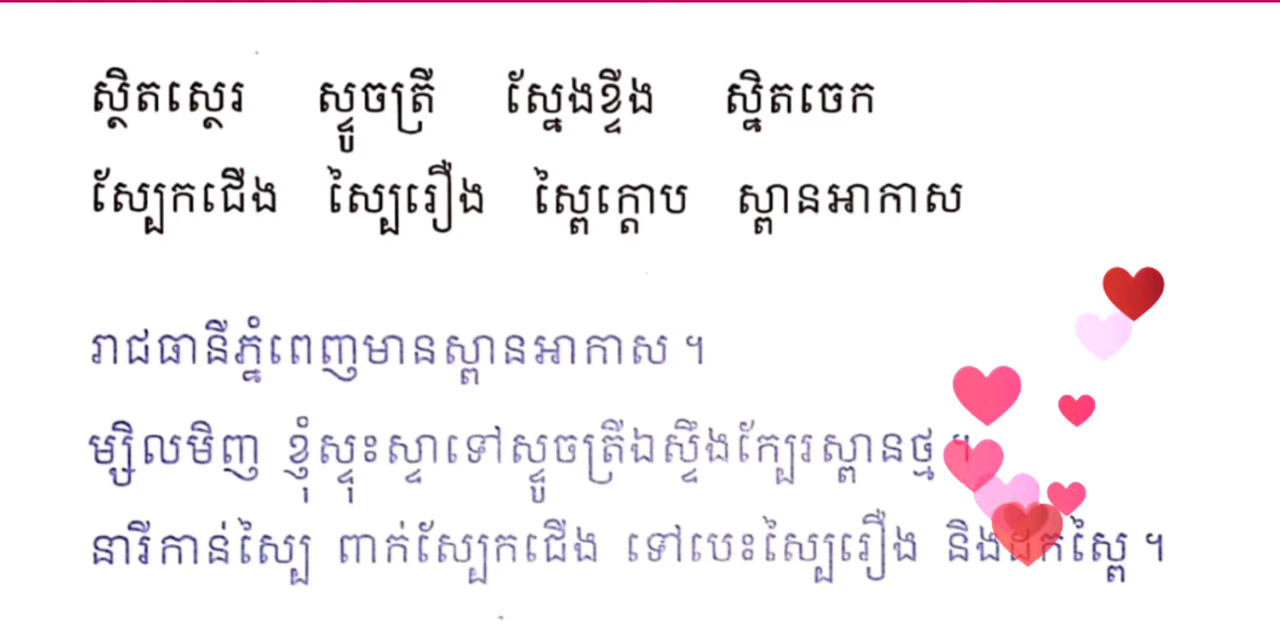 ស្ថិតស្ថេរ ស្ទូចត្រី ស្នែងខ្ទីង ស្និតចេក
ស្បែកជើង ស្បៃរឿង ស្ពៃក្ដោប ស្ពានអាកាស
រាជធានីភ្នំពេញមានស្ពានអាកាស ។
ម្សិលមិញ ខ្ញុំស្ទុះស្ទាទៅស្ទូចត្រីឯស្ទឹងក្បែរស្ពានថ្ម ។
នារីកាន់ស្បៃ ពាក់ស្បែកជើង ទៅបេះស្បៃរឿង និងដកស្ពៃ ។